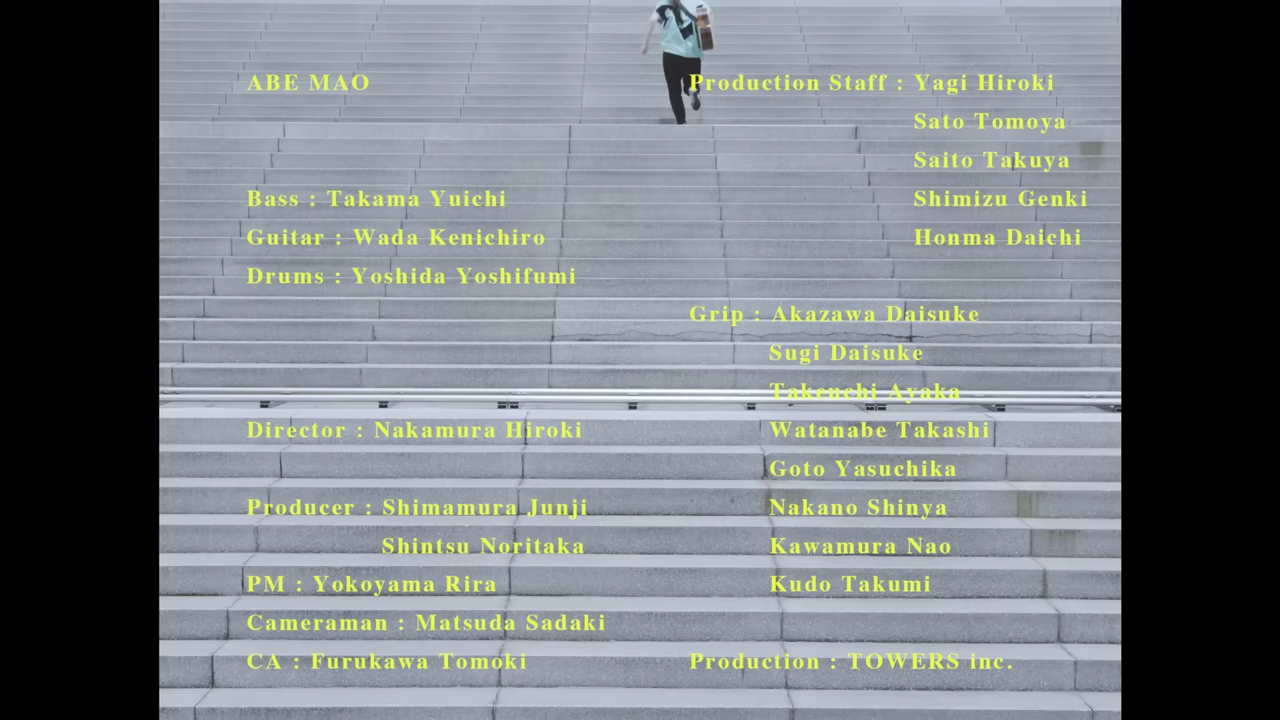 ABE MAO
Bass : Takama Yuichi
Guitar : Wada Kenichiro
Drums : Yoshida Yoshifumi
Director : Nakamura Hiroki
Producer : Shimamura Junji
Shintsu Noritaka
PM : Yokoyama Rira
Cameraman : Matsuda Sadaki
CA : Furukawa Tomoki
Production Staff : Yagi Hiroki
Sato Tomoya
Saito Takuya
Shimizu Genki
Honma Daichi
Grip : Akazawa Daisuke
Sugi Daisuke
Takeuchi Ayaka
Watanabe Takashi
Goto Yasuchika
Nakano Shinya
Kawamura Nao
Kudo Takumi
Production : TOWERS inc.